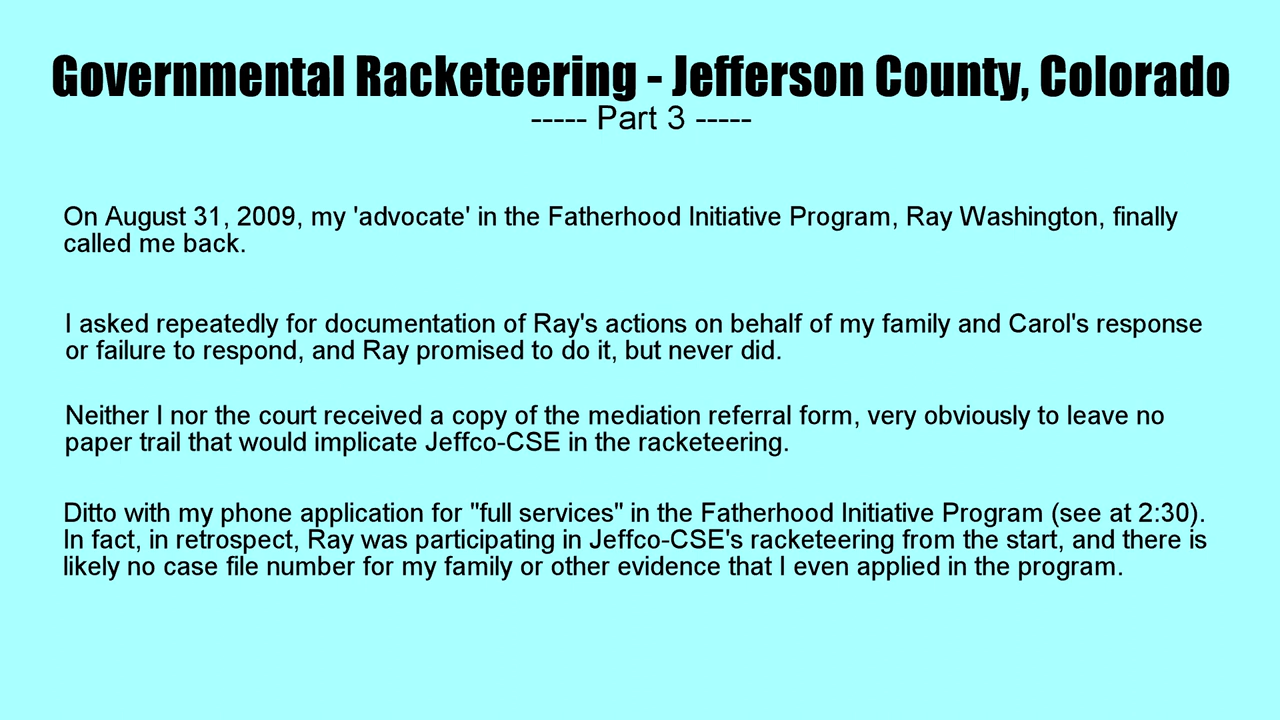 Governmental Racketeering - Jefferson County, Colorado
----- Part 3 -----
On August 31, 2009, my 'advocate' in the Fatherhood Initiative Program, Ray Washington, finally
called me back.
I asked repeatedly for documentation of Ray's actions on behalf of my family and Carol's response
or failure to respond, and Ray promised to do it, but never did.
Neither I nor the court received a copy of the mediation referral form, very obviously to leave no
paper trail that would implicate Jeffco-CSE in the racketeering.
Ditto with my phone application for "full services" in the Fatherhood Initiative Program (see at 2:30).
In fact, in retrospect, Ray was participating in Jeffco-CSE's racketeering from the start, and there is
likely no case file number for my family or other evidence that I even applied in the program.